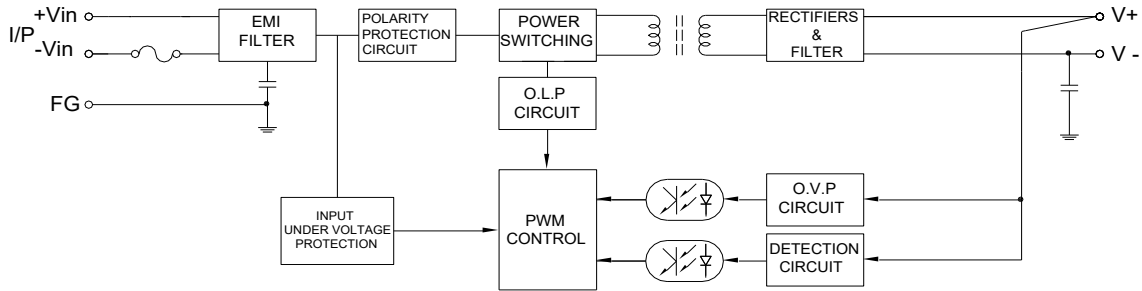 +Vin
I/P
-Vin
FG
EMI
FILTER
POLARITY
PROTECTION
CIRCUIT
POWER
SWITCHING
RECTIFIERS
&
FILTER
V+
V -
O.L.P
CIRCUIT
INPUT
UNDER VOLTAGE
PROTECTION
PWM
CONTROL
O.V.P
CIRCUIT
DETECTION
CIRCUIT